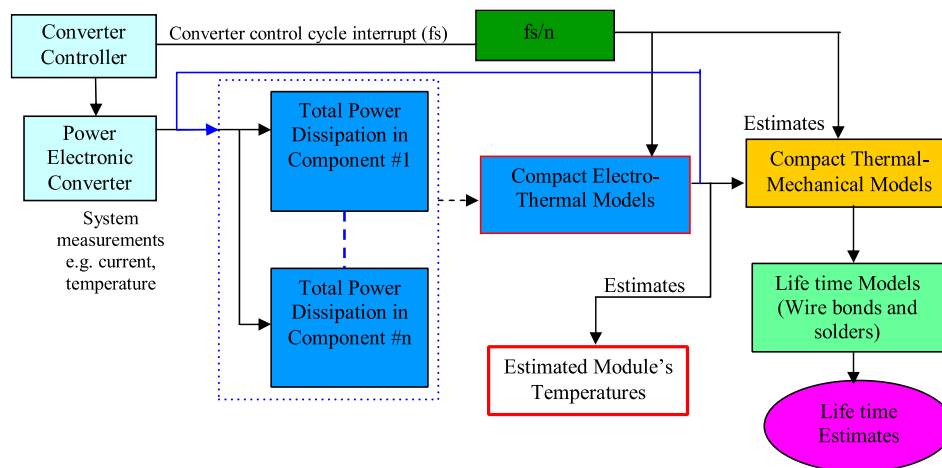 Converter
Controller
Converter control cycle interrupt (fs)
fs/n
Power
Electronic
Converter
System
measurements
e.g. current,
temperature
Total Power
Dissipation in
Component #1
Total Power
Dissipation in
Component #n
Compact Electro-
Thermal Models
Estimates
Compact Thermal-
Mechanical Models
Estimates
Estimated Module’s
Temperatures
Life time Models
(Wire bonds and
solders)
Life time
Estimates